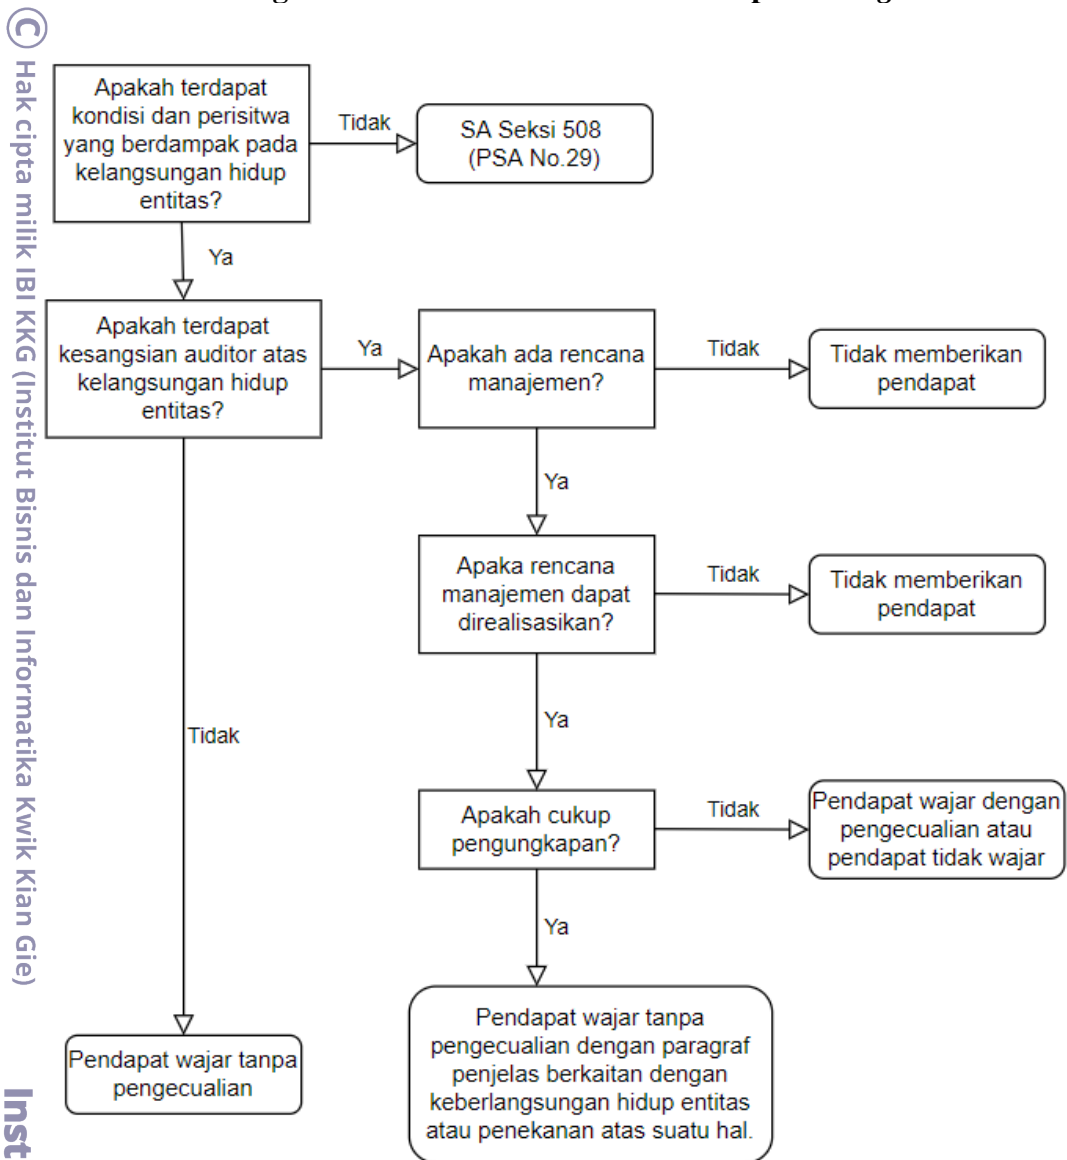 © Hak cipta milik IBI KKG (Institut Bisnis dan Informatika Kwik Kian Gie)
Inst
Apakah terdapat
kondisi dan perisitwa
yang berdampak pada
kelangsungan hidup
entitas?
Tidak
SA Seksi 508
(PSA No.29)
Ya
Apakah terdapat
kesangsian auditor atas
kelangsungan hidup
entitas?
Ya
Apakah ada rencana
manajemen?
Tidak
Tidak memberikan
pendapat
Ya
Apaka rencana
manajemen dapat
direalisasikan?
Tidak
Tidak memberikan
pendapat
Ya
Tidak
Apakah cukup
pengungkapan?
Tidak
Pendapat wajar dengan
pengecualian atau
pendapat tidak wajar
Ya
Pendapat wajar tanpa
pengecualian
Pendapat wajar tanpa
pengecualian dengan paragraf
penjelas berkaitan dengan
keberlangsungan hidup entitas
atau penekanan atas suatu hal.